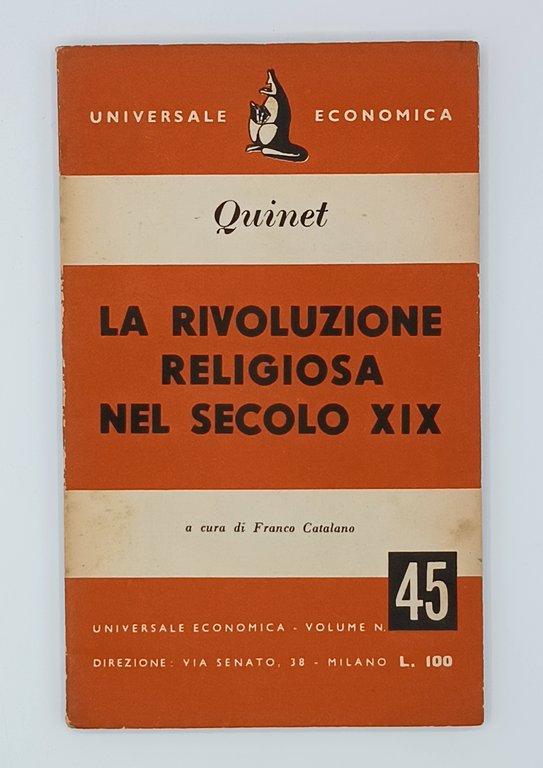 UNIVERSALE ECONOMICA
Quinet
LA RIVOLUZIONE
RELIGIOSA
NEL SECOLO XIX
a cura di Franco Catalano
UNIVERSALE ECONOMICA - VOLUME N. 45
DIREZIONE: VIA SENATO, 38 - MILANO L. 100